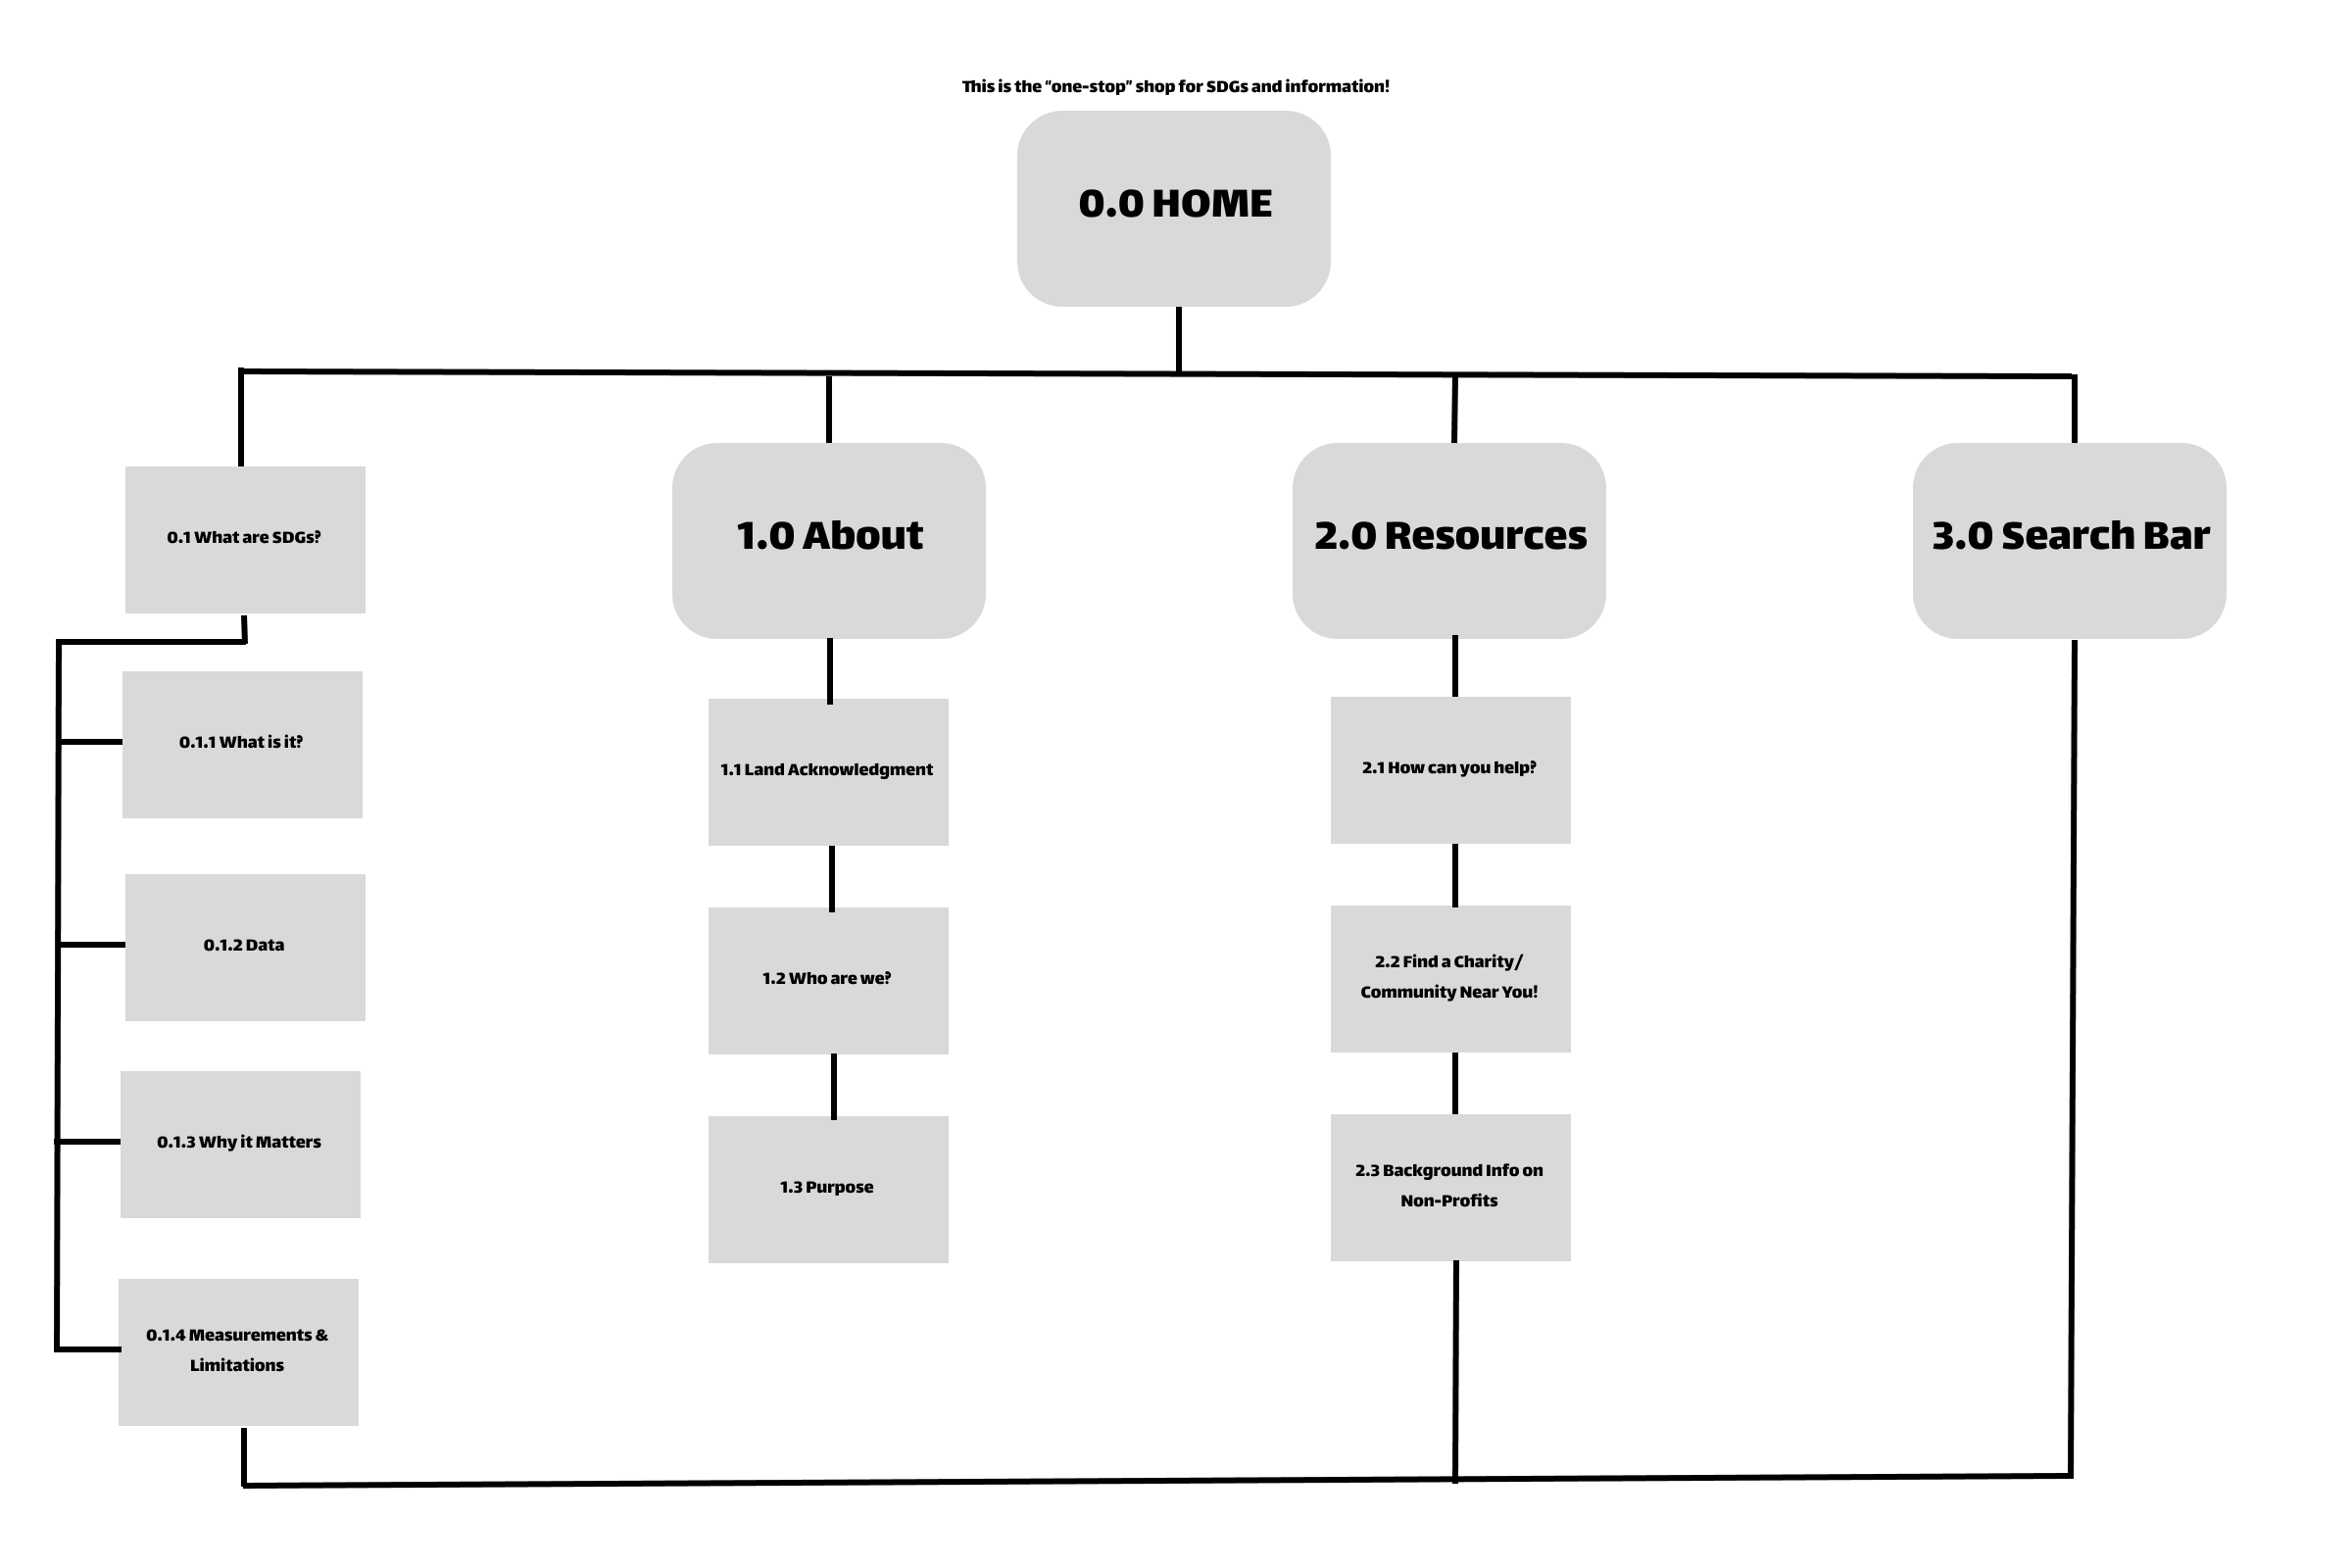 This is the “one-stop” shop for SDGs and information!
0.0 HOME
0.1 What are SDGs?
1.0 About
2.0 Resources
3.0 Search Bar
0.1.1 What is it?
1.1 Land Acknowledgment
2.1 How can you help?
0.1.2 Data
1.2 Who are we?
2.2 Find a Charity/
Community Near You!
0.1.3 Why it Matters
1.3 Purpose
2.3 Background Info on
Non-Profits
0.1.4 Measurements &
Limitations